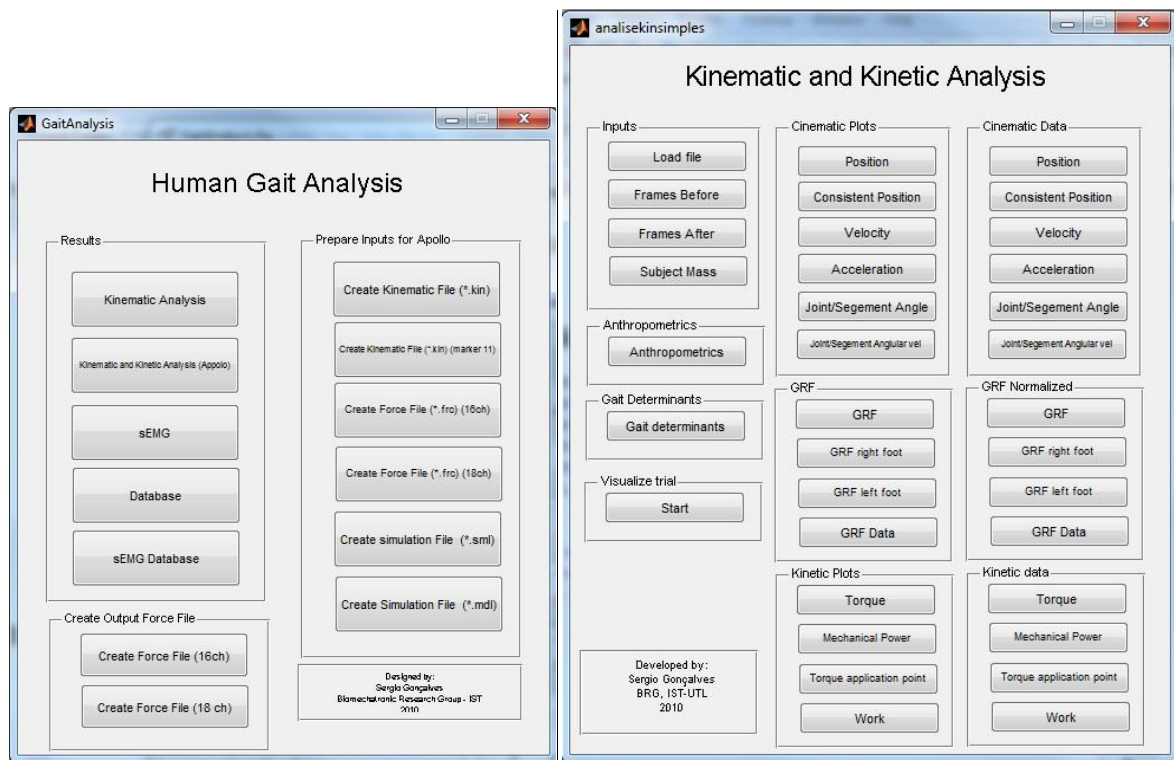 GaitAnalysis
Human Gait Analysis
Results
Kinematic Analysis
Kinematic and Kinetic Analysis (Appolo)
sEMG
Database
sEMG Database
Create Output Force File
Create Force File (16ch)
Create Force File (18 ch)
Prepare Inputs for Apollo
Create Kinematic File (*.kin)
Create Kinematic File (*.kin) (marker 11)
Create Force File (*.frc) (16ch)
Create Force File (*.frc) (18ch)
Create simulation File (*.sml)
Create Simulation File (*.mdl)
Designed by:
Sergio Gonçalves
Biomechatronic Research Group - IST
2010
analisekinsimples
Kinematic and Kinetic Analysis
Inputs
Load file
Frames Before
Frames After
Subject Mass
Anthropometrics
Anthropometrics
Gait Determinants
Gait determinants
Visualize trial
Start
Developed by:
Sergio Gonçalves
BRG, IST-UTL
2010
Cinematic Plots
Position
Consistent Position
Velocity
Acceleration
Joint/Segement Angle
Joint/Segement Anglular vel
GRF
GRF
GRF right foot
GRF left foot
GRF Data
Kinetic Plots
Torque
Mechanical Power
Torque application point
Work
Cinematic Data
Position
Consistent Position
Velocity
Acceleration
Joint/Segement Angle
Joint/Segement Anglular vel
GRF Normalized
GRF
GRF right foot
GRF left foot
GRF Data
Kinetic data
Torque
Mechanical Power
Torque application point
Work